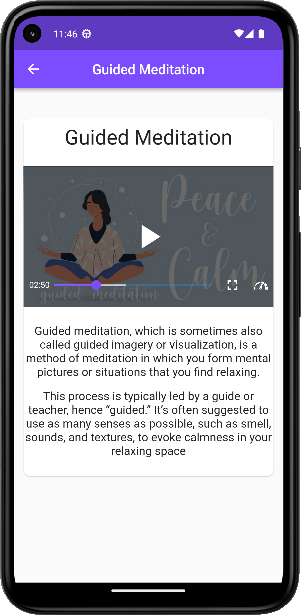 11:46
Guided Meditation
Guided Meditation
Peace
&
Calm
guided meditation
02:50
Guided meditation, which is sometimes also
called guided imagery or visualization, is a
method of meditation in which you form mental
pictures or situations that you find relaxing.
This process is typically led by a guide or
teacher, hence “guided.” It’s often suggested to
use as many senses as possible, such as smell,
sounds, and textures, to evoke calmness in your
relaxing space